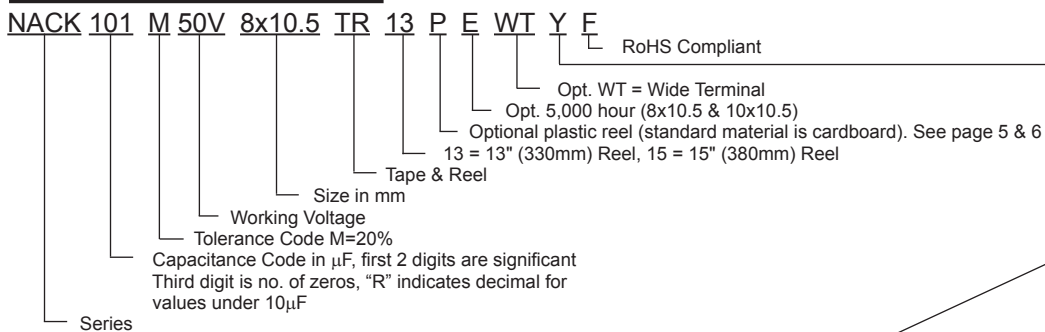 NACK 101 M 50V 8x10.5 TR 13 P E WT Y F
RoHS Compliant
Opt. WT = Wide Terminal
Opt. 5,000 hour (8x10.5 & 10x10.5)
Optional plastic reel (standard material is cardboard). See page 5 & 6
13 = 13" (330mm) Reel, 15 = 15" (380mm) Reel
Tape & Reel
Size in mm
Working Voltage
Tolerance Code M=20%
Capacitance Code in μF, first 2 digits are significant
Third digit is no. of zeros, “R” indicates decimal for
values under 10μF
Series